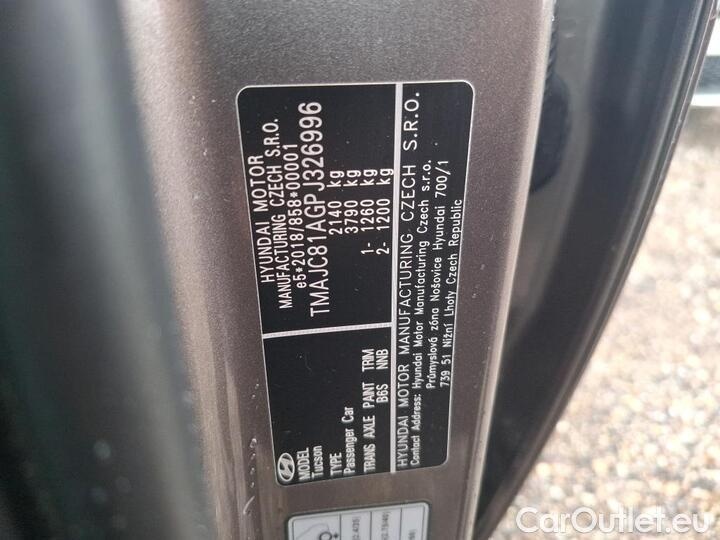 HYUNDAI MOTOR
MANUFACTURING CZECH S.R.O.
e5*2018/858*00001
TMAJC81AGPJ326996
2140 kg
3790 kg
1- 1260 kg
2- 1200 kg
MODEL
Tucson
TYPE
Passenger Car
TRANS AXLE PAINT TRIM
B6S NNB
HYUNDAI MOTOR MANUFACTURING CZECH S.R.O.
Contact Address: Hyundai Motor Manufacturing Czech s.r.o.
Průmyslová zóna Nošovice Hyundai 700/1
739 51 Nižní Lhoty Czech Republic
CarOutlet.eu